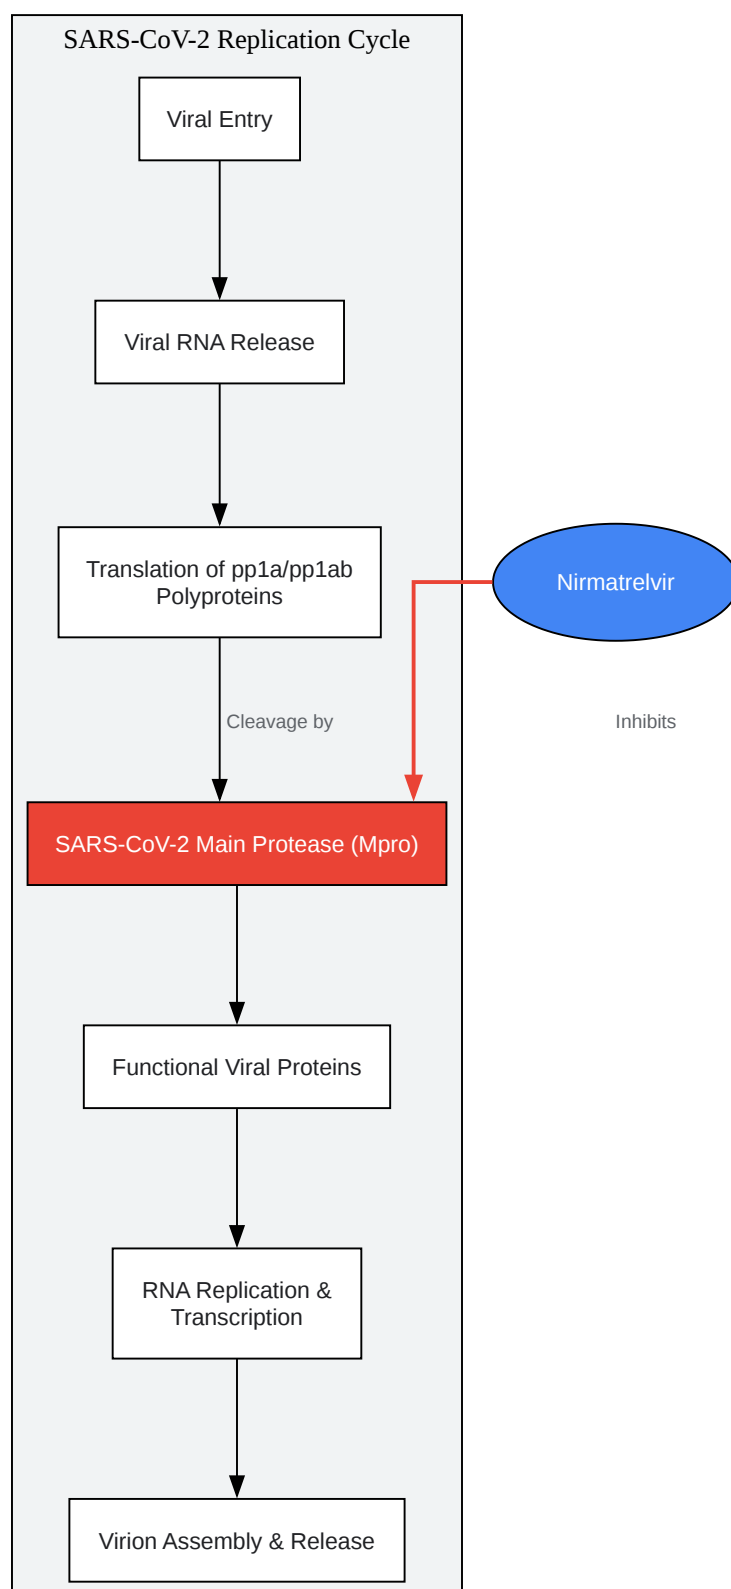 SARS-CoV-2 Replication Cycle
Viral Entry
Viral RNA Release
Translation of pp1a/pp1ab
Polyproteins
Nirmatrelvir
Cleavage by
Inhibits
SARS-CoV-2 Main Protease (Mpro)
Functional Viral Proteins
RNA Replication &
Transcription
Virion Assembly & Release